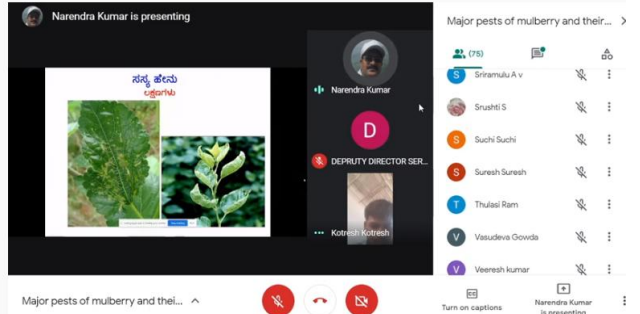 Narendra Kumar is presenting
ಸಸ್ಯ ಹೇನು
ಲಕ್ಷಣಗಳು
Narendra Kumar
D
DEPRUTY DIRECTOR SER...
Kotresh Kotresh
Major pests of mulberry and their...
(75)
S Sriramulu A v
Srushti S
S Suchi Suchi
S Suresh Suresh
T Thulasi Ram
V Vasudeva Gowda
V Veeresh kumar
Major pests of mulberry and thei...
Turn on captions
Narendra Kumar
is presenting